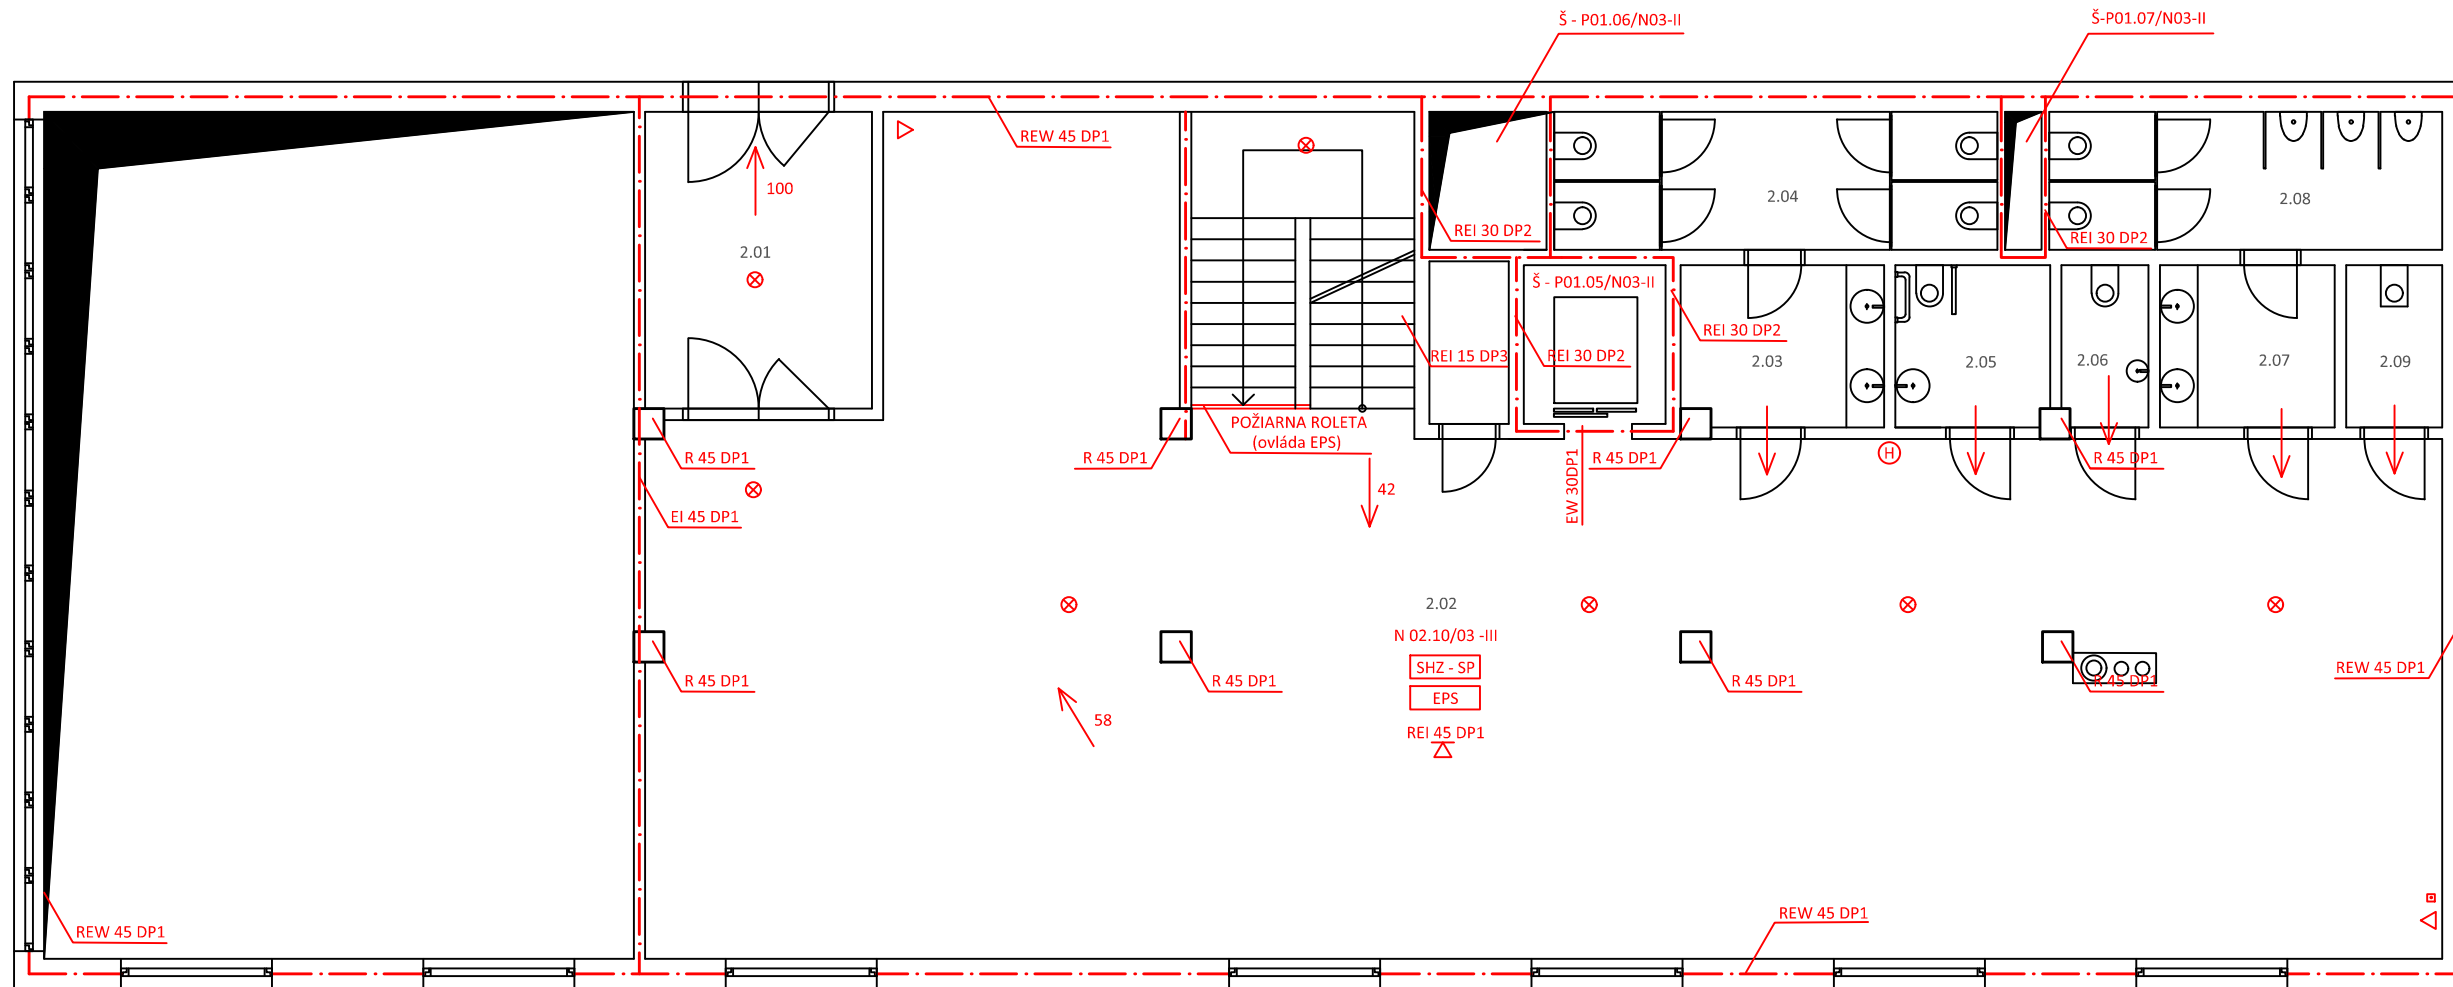 Š - P01.06/N03-II
Š-P01.07/N03-II
REW 45 DP1
100
2.04
2.08
REI 30 DP2
REI 30 DP2
2.01
Š - P01.05/N03-II
REI 30 DP2
REI 15 DP3
REI 30 DP2
2.03
2.05
2.06
2.07
2.09
POŽIARNA ROLETA
(ovláda EPS)
R 45 DP1
R 45 DP1
R 45 DP1
H
R 45 DP1
42
EW 30DP1
EI 45 DP1
2.02
N 02.10/03 -III
SHZ - SP
REW 45 DP1
R 45 DP1
R 45 DP1
R 45 DP1
R 45 DP1
EPS
58
REI 45 DP1
REW 45 DP1
REW 45 DP1